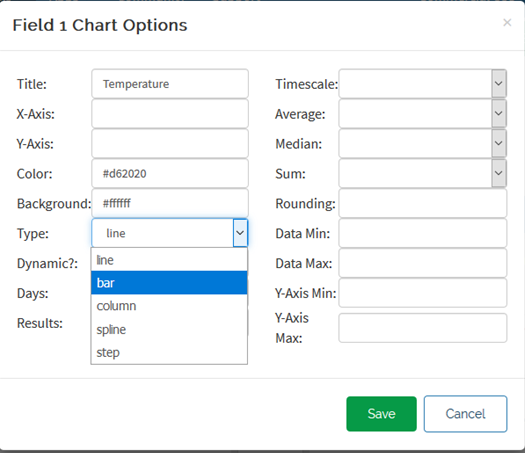 Field 1 Chart Options
×
Title:
Temperature
X-Axis:
Y-Axis:
Color:
#d62020
Background:
#ffffff
Type:
line
line
bar
column
spline
step
Dynamic?:
Days:
Results:
Timescale:
Average:
Median:
Sum:
Rounding:
Data Min:
Data Max:
Y-Axis Min:
Y-Axis
Max:
Save
Cancel